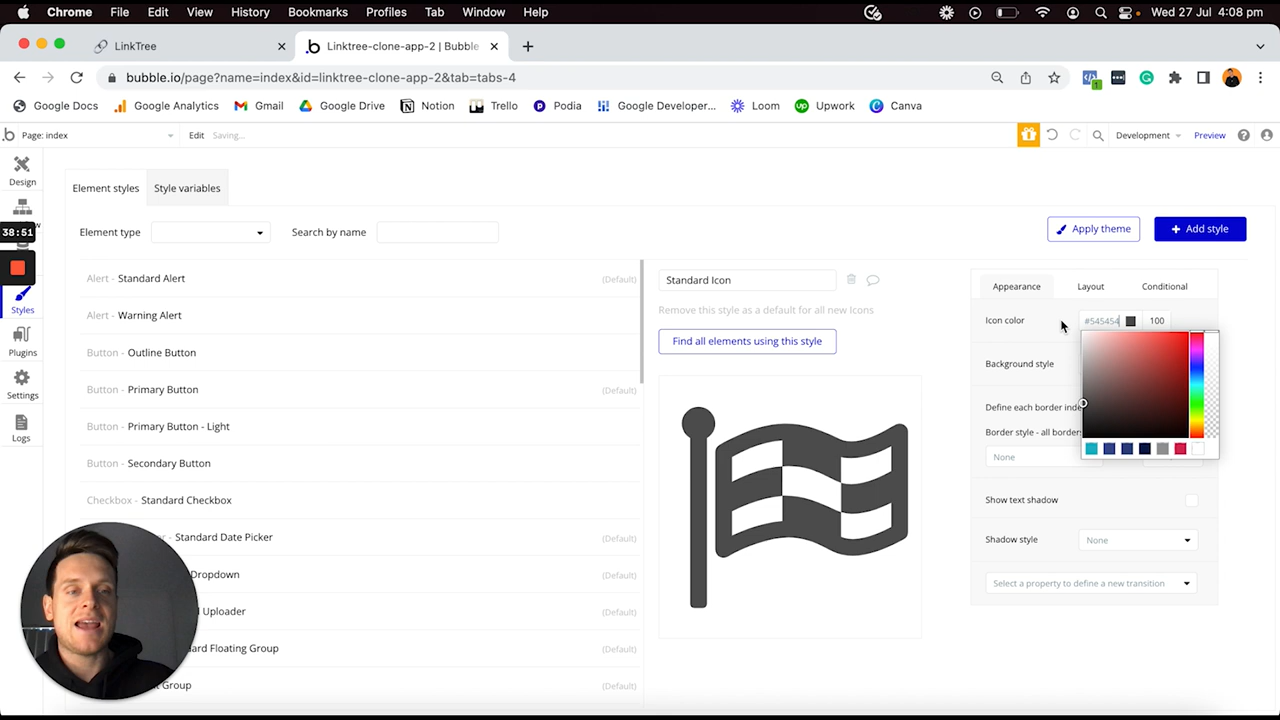 Chrome File Edit View History Bookmarks Profiles Tab Window Help Wed 27 Jul 4:08 pm
LinkTree Linktree-clone-app-2 | Bubble
bubble.io/page?name=index&id=linktree-clone-app-2&tab=tabs-4 1
Google Docs Google Analytics Gmail Google Drive Notion Trello Podia Google Developer... Loom Upwork Canva
Page: index Edit Saving... Development Preview
Design
Element styles Style variables
38:51
Element type Search by name Apply theme + Add style
Styles
Plugins
Settings
Logs
Alert - Standard Alert (Default)
Alert - Warning Alert
Button - Outline Button
Button - Primary Button (Default)
Button - Primary Button - Light
Button - Secondary Button
Checkbox - Standard Checkbox
- Standard Date Picker (Default)
Dropdown (Default)
Uploader (Default)
Floating Group (Default)
Group (Default)
Standard Icon
Remove this style as a default for all new Icons
Find all elements using this style
Appearance Layout Conditional
Icon color #545454 100
Background style
Define each border inde
Border style - all border
None
Show text shadow
Shadow style None
Select a property to define a new transition